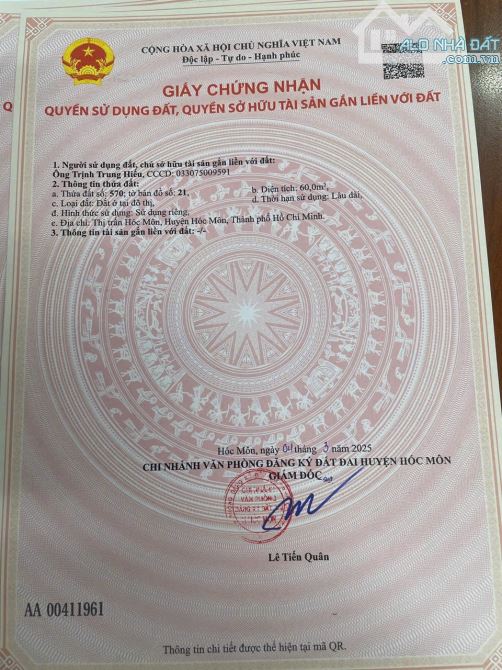 ALO NHÀ ĐẤT
.com.vn
CỘNG HÒA XÃ HỘI CHỦ NGHĨA VIỆT NAM
Độc lập - Tự do - Hạnh phúc
GIẤY CHỨNG NHẬN
QUYỀN SỬ DỤNG ĐẤT, QUYỀN SỞ HỮU TÀI SẢN GẮN LIỀN VỚI ĐẤT
1. Người sử dụng đất, chủ sở hữu tài sản gắn liền với đất:
Ông Trịnh Trung Hiếu, CCCD: 033075009591
2. Thông tin thửa đất:
a. Thửa đất số: 570; tờ bản đồ số: 21, b. Diện tích: 60,0m²,
c. Loại đất: Đất ở tại đô thị, d. Thời hạn sử dụng: Lâu dài,
đ. Hình thức sử dụng: Sử dụng riêng,
e. Địa chỉ: Thị trấn Hóc Môn, Huyện Hóc Môn, Thành phố Hồ Chí Minh.
3. Thông tin tài sản gắn liền với đất: -/-
Hóc Môn, ngày 04 tháng 3 năm 2025
CHI NHÁNH VĂN PHÒNG ĐĂNG KÝ ĐẤT ĐAI HUYỆN HÓC MÔN
GIÁM ĐỐC
CHI NHÁNH
VĂN PHÒNG
ĐĂNG KÝ ĐẤT
Lê Tiến Quân
AA 00411961
Thông tin chi tiết được thể hiện tại mã QR.